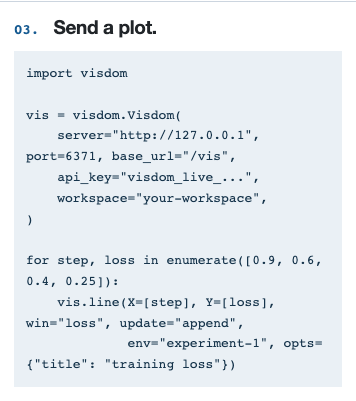 03. Send a plot.
import visdom
vis = visdom.Visdom(
    server="http://127.0.0.1",
port=6371, base_url="/vis",
    api_key="visdom_live_...",
    workspace="your-workspace",
)
for step, loss in enumerate([0.9, 0.6,
0.4, 0.25]):
    vis.line(X=[step], Y=[loss],
win="loss", update="append",
             env="experiment-1", opts=
{"title": "training loss"})